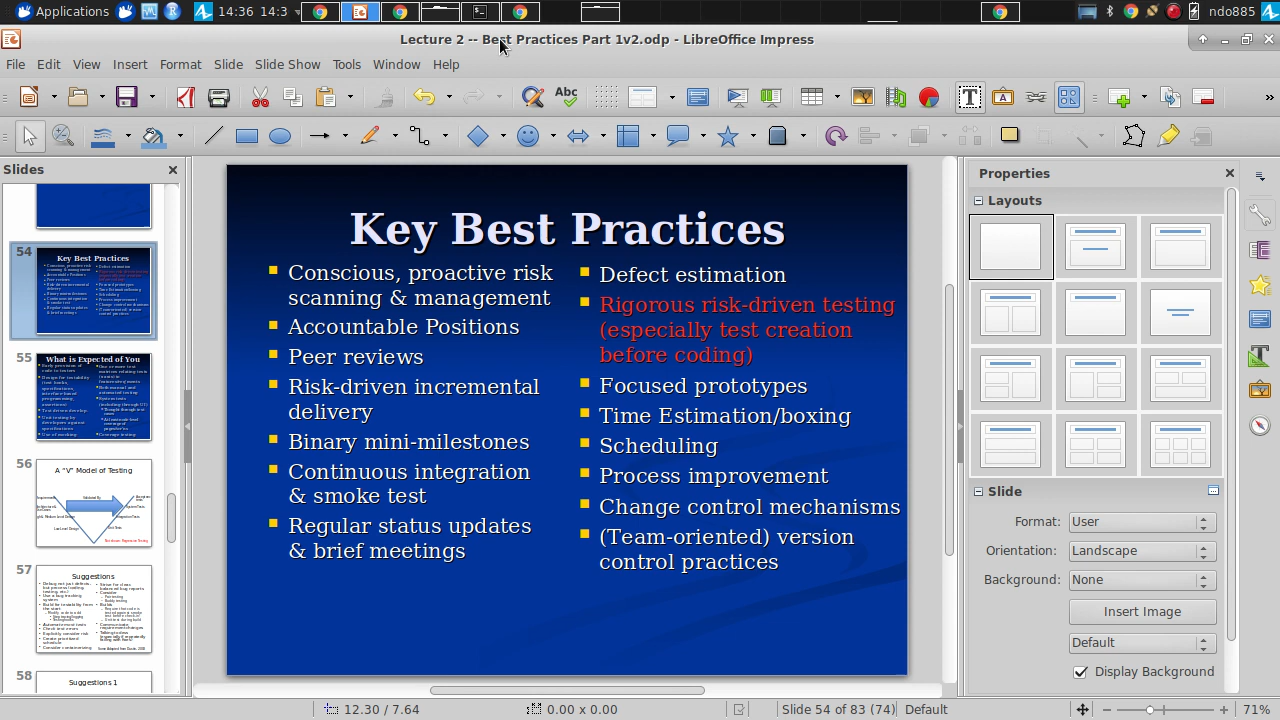 Applications 14:36 14:3 ndo885
Lecture 2 -- Best Practices Part 1v2.odp - LibreOffice Impress
File Edit View Insert Format Slide Slide Show Tools Window Help
Abc
Slides
Properties
Layouts
54
Key Best Practices
55
What is Expected of You
56
A "V" Model of Testing
57
Suggestions
58
Suggestions 1
Key Best Practices
Conscious, proactive risk
scanning & management
Accountable Positions
Peer reviews
Risk-driven incremental
delivery
Binary mini-milestones
Continuous integration
& smoke test
Regular status updates
& brief meetings
Defect estimation
Rigorous risk-driven testing
(especially test creation
before coding)
Focused prototypes
Time Estimation/boxing
Scheduling
Process improvement
Change control mechanisms
(Team-oriented) version
control practices
Slide
Format: User
Orientation: Landscape
Background: None
Insert Image
Default
Display Background
12.30 / 7.64 0.00 x 0.00 Slide 54 of 83 (74) Default 71%